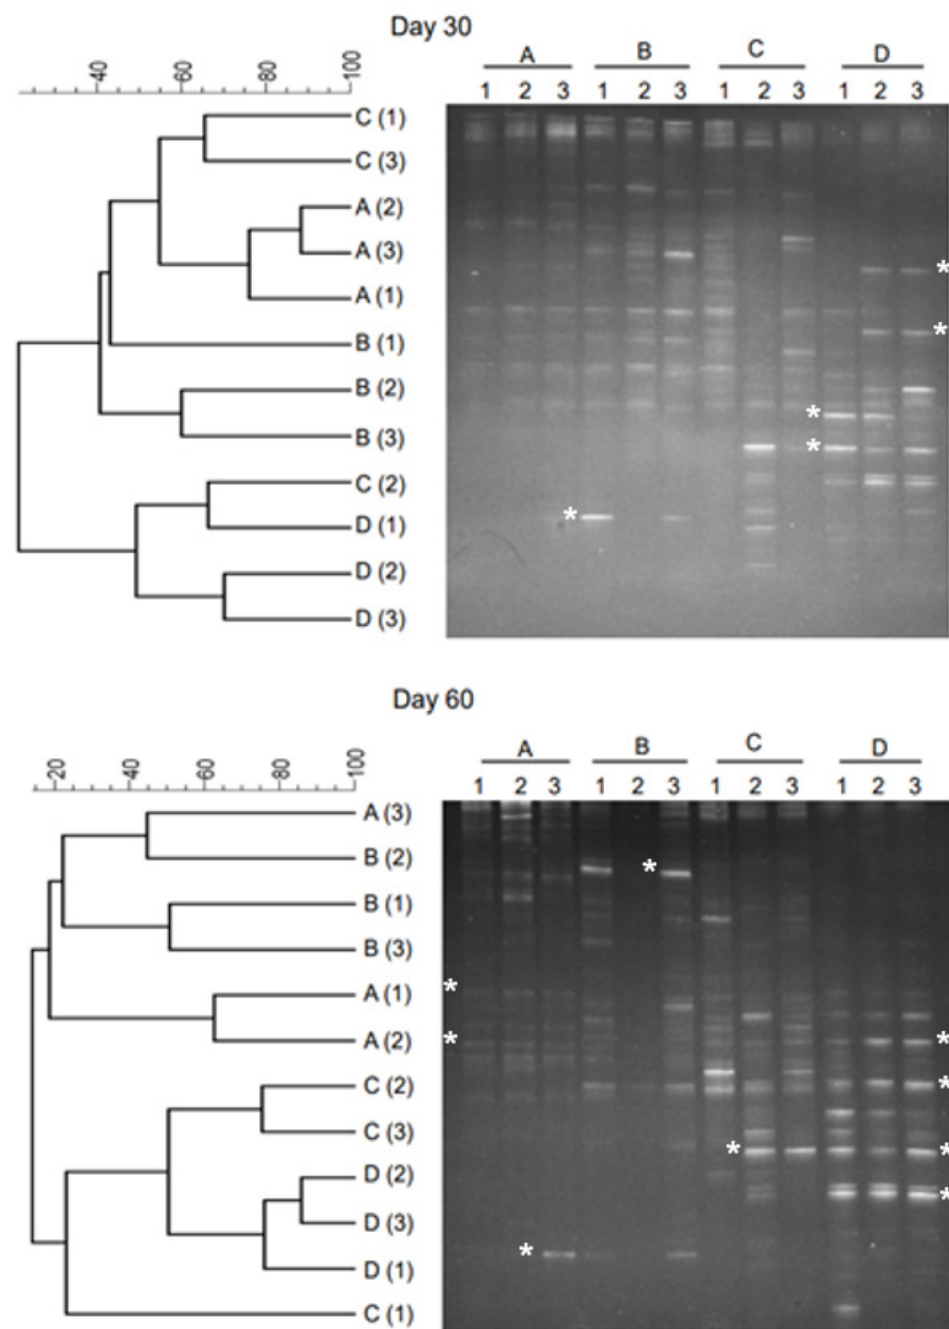 Day 30
40 60 80 100
A B C D
1 2 3 1 2 3 1 2 3 1 2 3
C (1)
C (3)
A (2)
A (3)
A (1)
B (1)
B (2)
B (3)
C (2)
D (1)
D (2)
D (3)
*
*
*
*
*
Day 60
20 40 60 80 100
A B C D
1 2 3 1 2 3 1 2 3 1 2 3
A (3)
B (2)
B (1)
B (3)
A (1)
A (2)
C (2)
C (3)
D (2)
D (3)
D (1)
C (1)
*
*
* *
*
* *
*
*